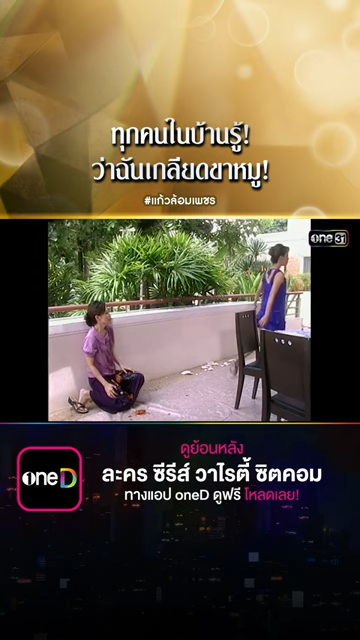 ทุกคนในบ้านรู้!
ว่าฉันเกลียดขาหมู!
#แก้วล้อมเพชร
one31
ดูย้อนหลัง
oneD
ละคร ซีรีส์ วาไรตี้ ซิตคอม
ทางแอป oneD ดูฟรี โหลดเลย!